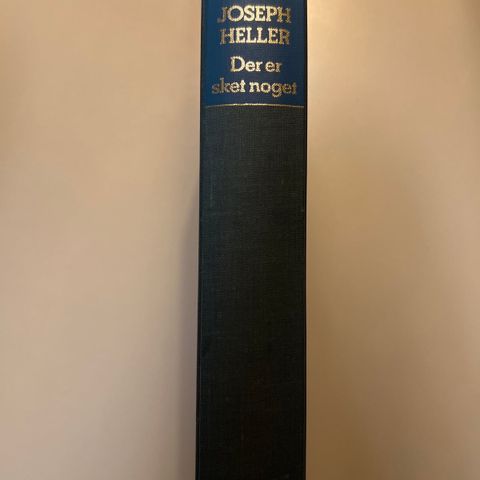 JOSEPH
HELLER
Der er
sket noget